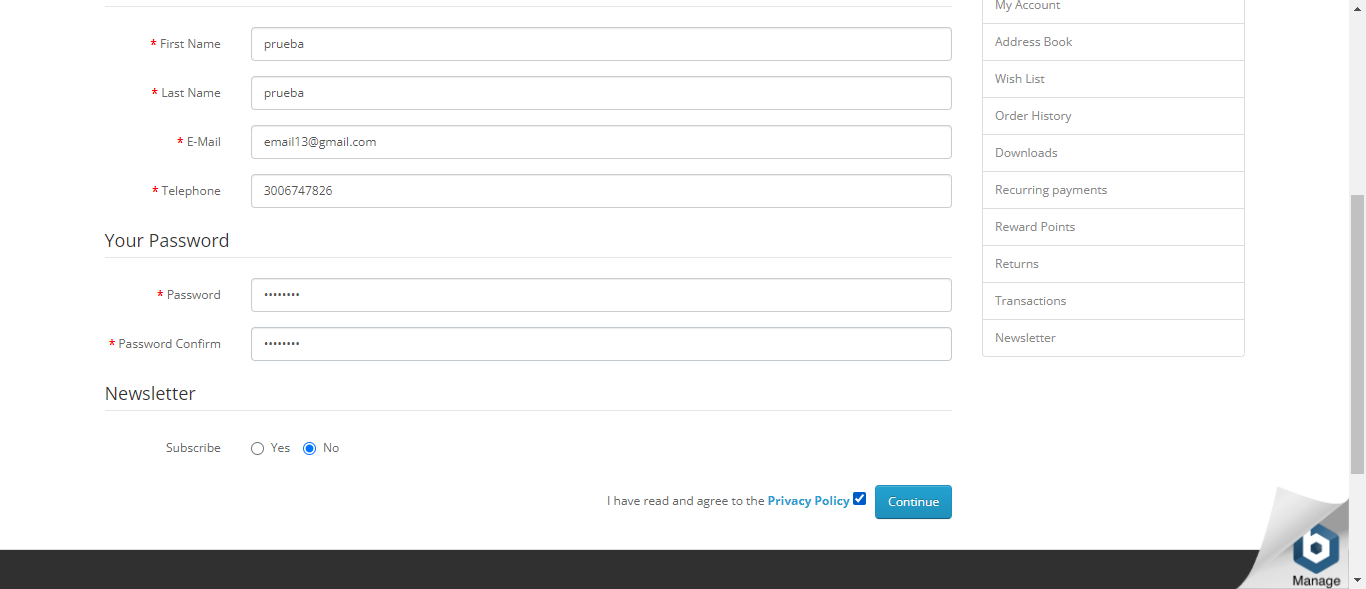 * First Name
prueba
* Last Name
prueba
* E-Mail
email13@gmail.com
* Telephone
3006747826
Your Password
* Password
••••••••
* Password Confirm
••••••••
Newsletter
Subscribe
Yes
No
I have read and agree to the Privacy Policy
Continue
My Account
Address Book
Wish List
Order History
Downloads
Recurring payments
Reward Points
Returns
Transactions
Newsletter
b
Manage